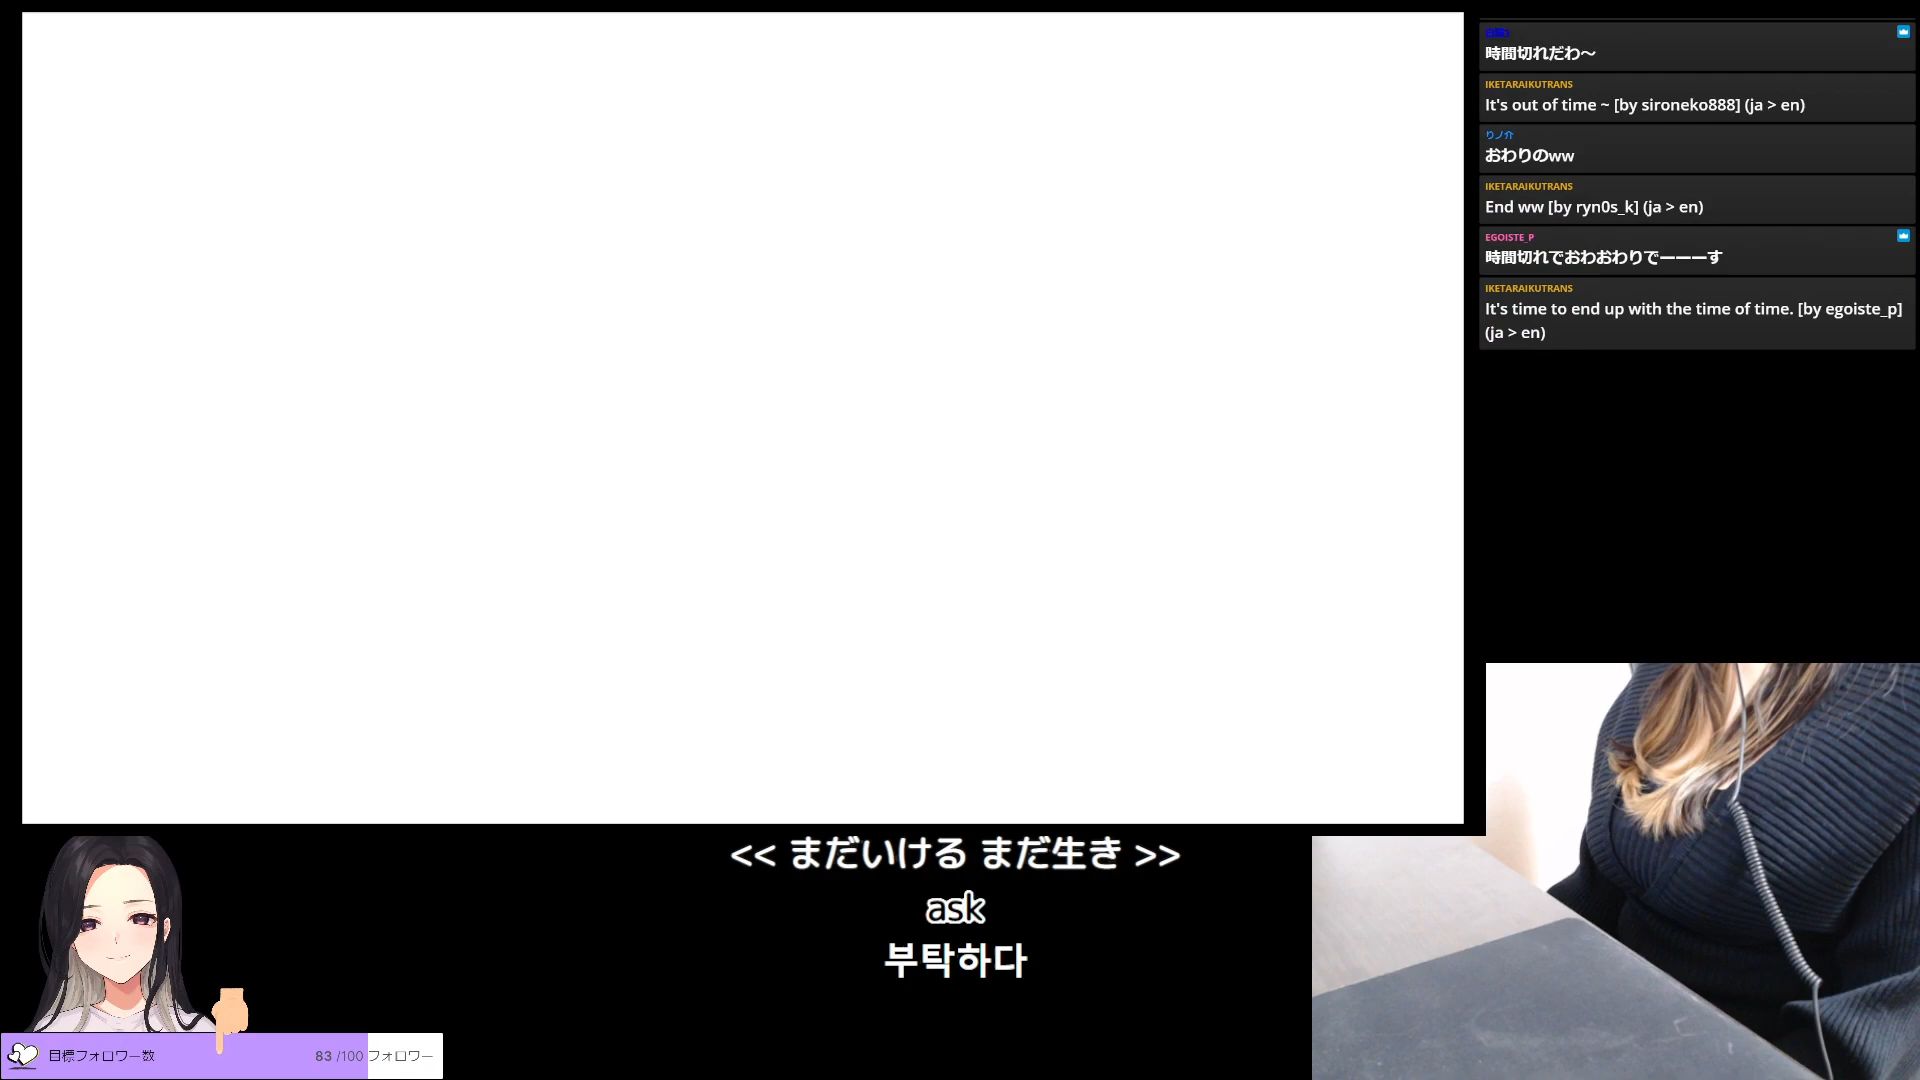 時間切れだわ〜
IKETARAIKUTRANS
It's out of time ~ [by sironeko888] (ja > en)
りノ介
おわりのww
IKETARAIKUTRANS
End ww [by ryn0s_k] (ja > en)
EGOISTE_P
時間切れでおわおわりでーーーす
IKETARAIKUTRANS
It's time to end up with the time of time. [by egoiste_p]
(ja > en)
<< まだいける まだ生き >>
ask
부탁하다
目標フォロワー数
83 /100 フォロワー